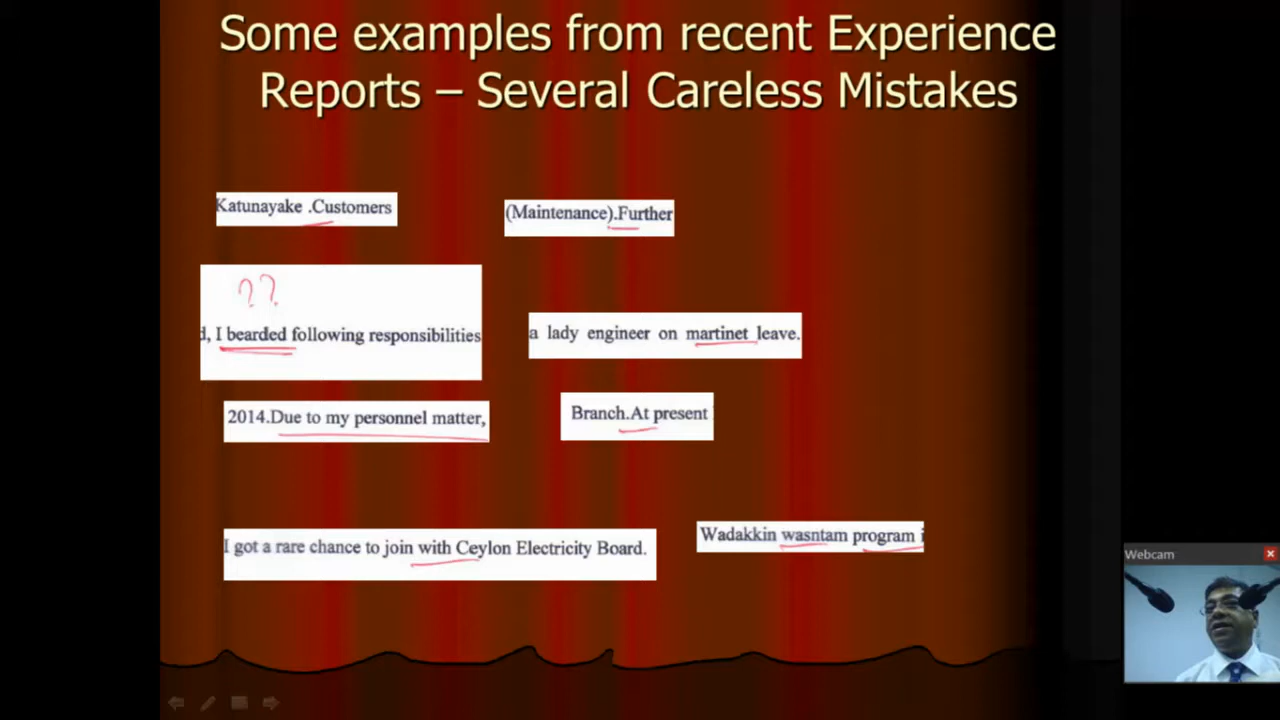 Some examples from recent Experience
Reports – Several Careless Mistakes
Katunayake .Customers
(Maintenance).Further
??
d, I bearded following responsibilities
a lady engineer on martinet leave.
2014.Due to my personnel matter,
Branch.At present
I got a rare chance to join with Ceylon Electricity Board.
Wadakkin wasntam program i
Webcam